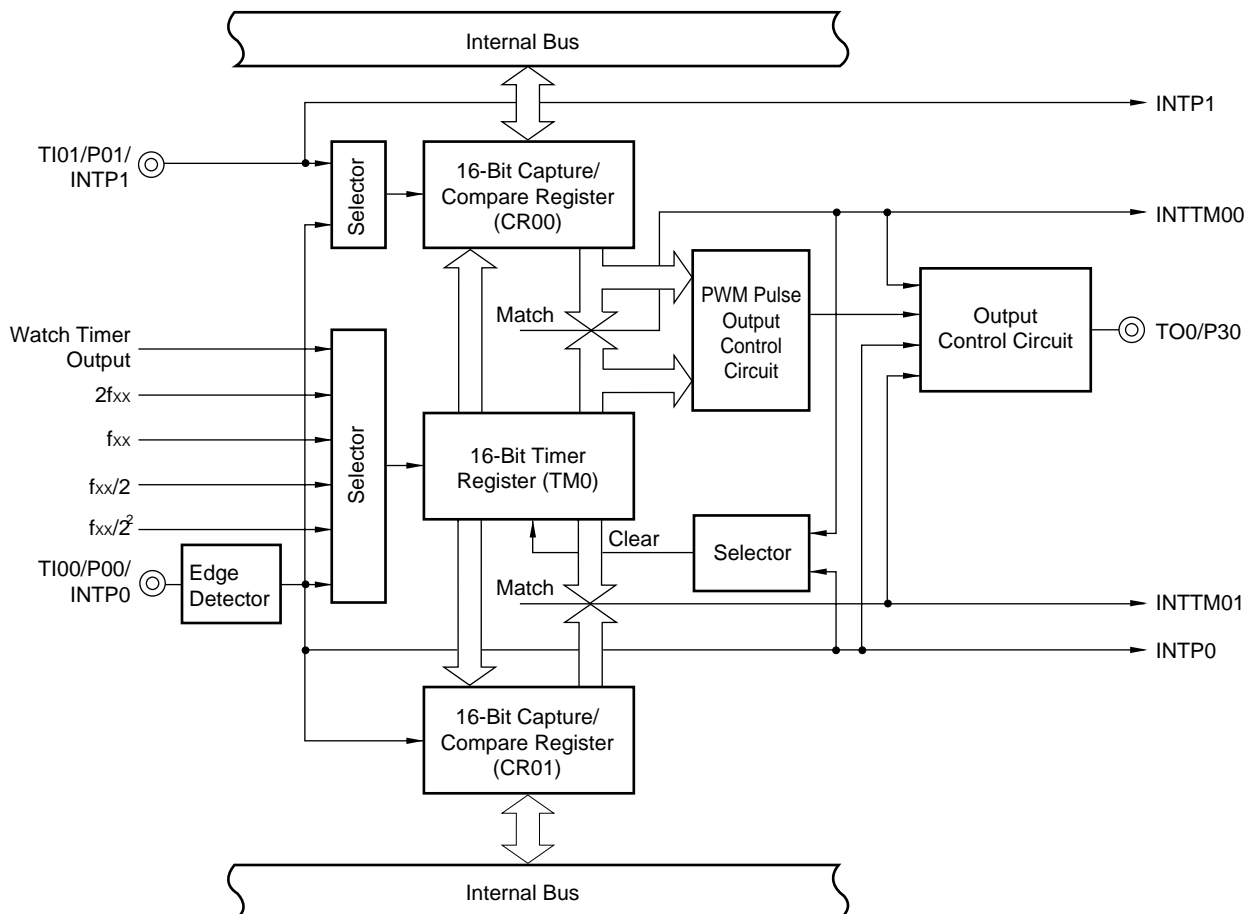 Internal Bus
INTP1
TI01/P01/
INTP1
Selector
16-Bit Capture/
Compare Register
(CR00)
INTTM00
PWM Pulse
Output
Control
Circuit
Output
Control Circuit
TO0/P30
Match
Watch Timer
Output
2fxx
fxx
fxx/2
fxx/2²
Selector
16-Bit Timer
Register (TM0)
Clear
Selector
TI00/P00/
INTP0
Edge
Detector
Match
INTTM01
INTP0
16-Bit Capture/
Compare Register
(CR01)
Internal Bus